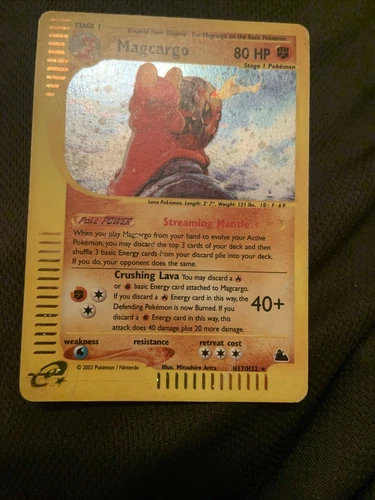 STAGE 1
Evolves from Slugma Put Magcargo on the Basic Pokémon
Magcargo 80 HP
Stage 1 Pokémon
Lava Pokémon. Length: 2' 7", Weight: 121 lbs. 10-F-69
POKé-POWER Streaming Mantle
When you play Magcargo from your hand to evolve your Active
Pokémon, you may discard the top 3 cards of your deck and then
shuffle 3 basic Energy cards from your discard pile into your deck.
If you do, your opponent does the same.
Crushing Lava You may discard a
or basic Energy card attached to Magcargo.
If you discard a Energy card in this way, the
Defending Pokémon is now Burned. If you
discard a Energy card in this way, this
attack does 40 damage plus 20 more damage.
40+
weakness resistance retreat cost
© 2002 Pokémon / Nintendo Illus. Mitsuhiro Arita H17/H32
e